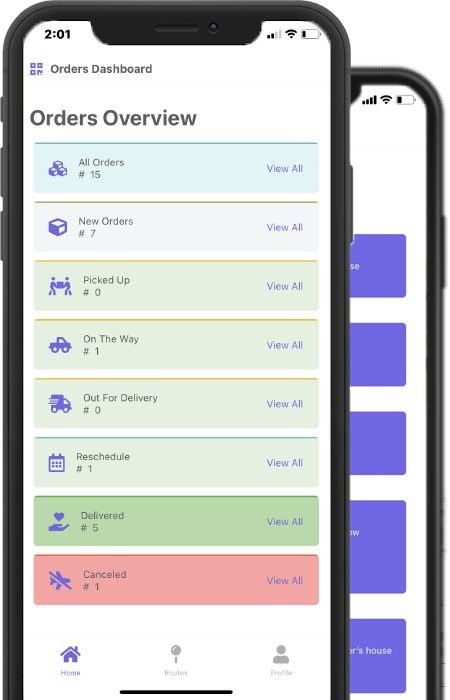 2:01
Orders Dashboard
Orders Overview
All Orders
# 15
View All
New Orders
# 7
View All
Picked Up
# 0
View All
On The Way
# 1
View All
Out For Delivery
# 0
View All
Reschedule
# 1
View All
Delivered
# 5
View All
Canceled
# 1
View All
Home
Routes
Profile
se
ow
or's house